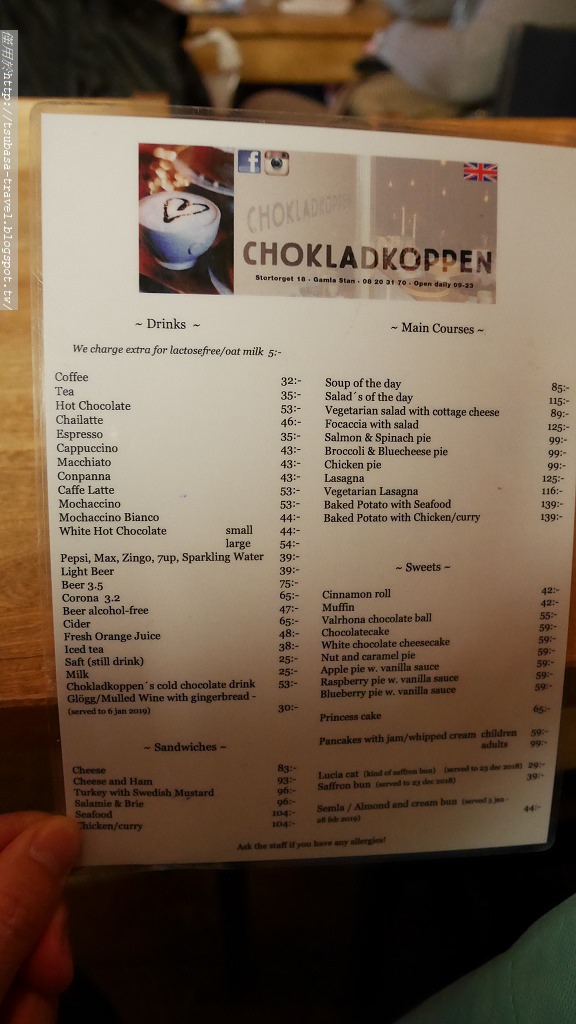 僅用於http://tsubasa-travel.blogspot.tw/
CHOKLADKOPPEN
CHOKLADKOPPEN
Stortorget 18 · Gamla Stan · 08 20 31 70 · Open daily 09-23
~ Drinks ~
We charge extra for lactosefree/oat milk 5:-
Coffee 32:-
Tea 35:-
Hot Chocolate 53:-
Chailatte 46:-
Espresso 35:-
Cappuccino 43:-
Macchiato 43:-
Conpanna 43:-
Caffe Latte 53:-
Mochaccino 53:-
Mochaccino Bianco 44:-
White Hot Chocolate small 44:-
large 54:-
Pepsi, Max, Zingo, 7up, Sparkling Water 39:-
Light Beer 39:-
Beer 3.5 75:-
Corona 3.2 65:-
Beer alcohol-free 47:-
Cider 65:-
Fresh Orange Juice 48:-
Iced tea 38:-
Saft (still drink) 25:-
Milk 25:-
Chokladkoppen´s cold chocolate drink 53:-
Glögg/Mulled Wine with gingerbread -
(served to 6 jan 2019) 30:-
~ Sandwiches ~
Cheese 83:-
Cheese and Ham 93:-
Turkey with Swedish Mustard 96:-
Salamie & Brie 96:-
Seafood 104:-
Chicken/curry 104:-
~ Main Courses ~
Soup of the day 85:-
Salad´s of the day 115:-
Vegetarian salad with cottage cheese 89:-
Focaccia with salad 125:-
Salmon & Spinach pie 99:-
Broccoli & Bluecheese pie 99:-
Chicken pie 99:-
Lasagna 125:-
Vegetarian Lasagna 116:-
Baked Potato with Seafood 139:-
Baked Potato with Chicken/curry 139:-
~ Sweets ~
Cinnamon roll 42:-
Muffin 42:-
Valrhona chocolate ball 55:-
Chocolatecake 59:-
White chocolate cheesecake 59:-
Nut and caramel pie 59:-
Apple pie w. vanilla sauce 59:-
Raspberry pie w. vanilla sauce 59:-
Blueberry pie w. vanilla sauce 59:-
Princess cake 65:-
Pancakes with jam/whipped cream children 59:-
adults 99:-
Lucia cat (kind of saffron bun) (served to 23 dec 2018) 29:-
Saffron bun (served to 23 dec 2018) 39:-
Semla / Almond and cream bun (served 3 jan -
28 feb 2019) 44:-
Ask the staff if you have any allergies!